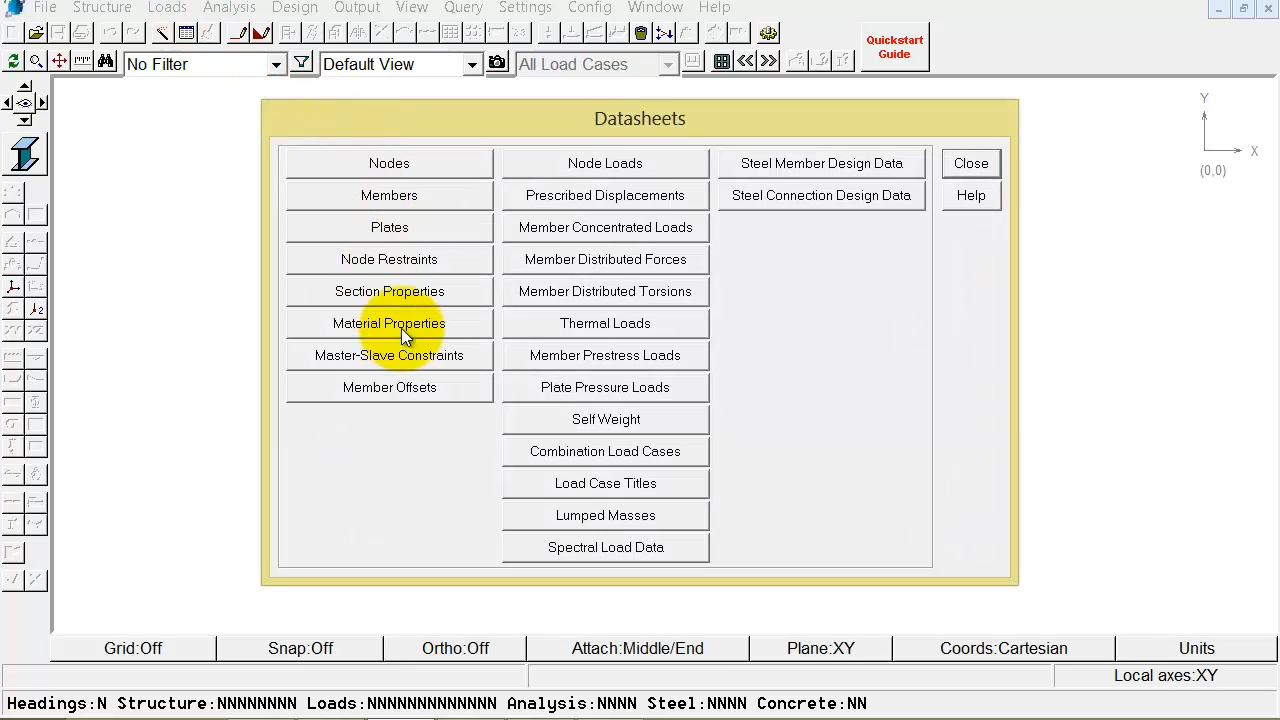 File Structure Loads Analysis Design Output View Query Settings Config Window Help
Quickstart
Guide
No Filter Default View All Load Cases
Datasheets
Nodes Node Loads Steel Member Design Data Close
Members Prescribed Displacements Steel Connection Design Data Help
Plates Member Concentrated Loads
Node Restraints Member Distributed Forces
Section Properties Member Distributed Torsions
Material Properties Thermal Loads
Master-Slave Constraints Member Prestress Loads
Member Offsets Plate Pressure Loads
Self Weight
Combination Load Cases
Load Case Titles
Lumped Masses
Spectral Load Data
Y
X
(0,0)
Grid:Off Snap:Off Ortho:Off Attach:Middle/End Plane:XY Coords:Cartesian Units
Local axes:XY
Headings:N Structure:NNNNNNNN Loads:NNNNNNNNNNNNN Analysis:NNNN Steel:NNNN Concrete:NN